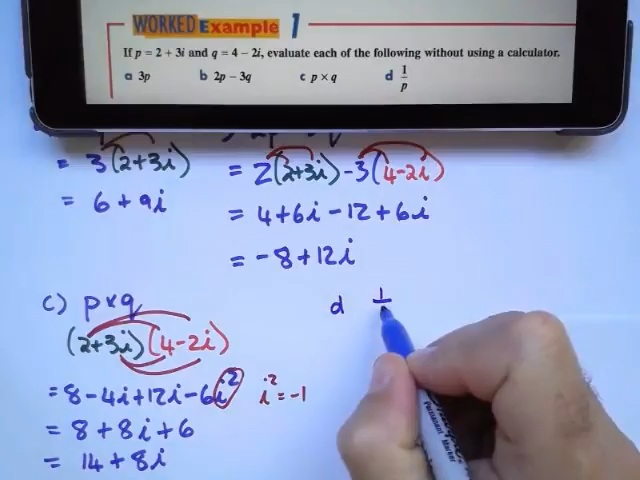 WORKED Example 1
If p = 2 + 3i and q = 4 – 2i, evaluate each of the following without using a calculator.
a 3p b 2p – 3q c p × q d 1/p
= 3(2+3i)
= 6 + 9i
= 2(2+3i) - 3(4-2i)
= 4+6i -12 + 6i
= -8+12i
c) p×q
(2+3i)(4-2i)
= 8 - 4i + 12i - 6i² i² = -1
= 8 + 8i + 6
= 14 + 8i
d 1
Permanent Marker